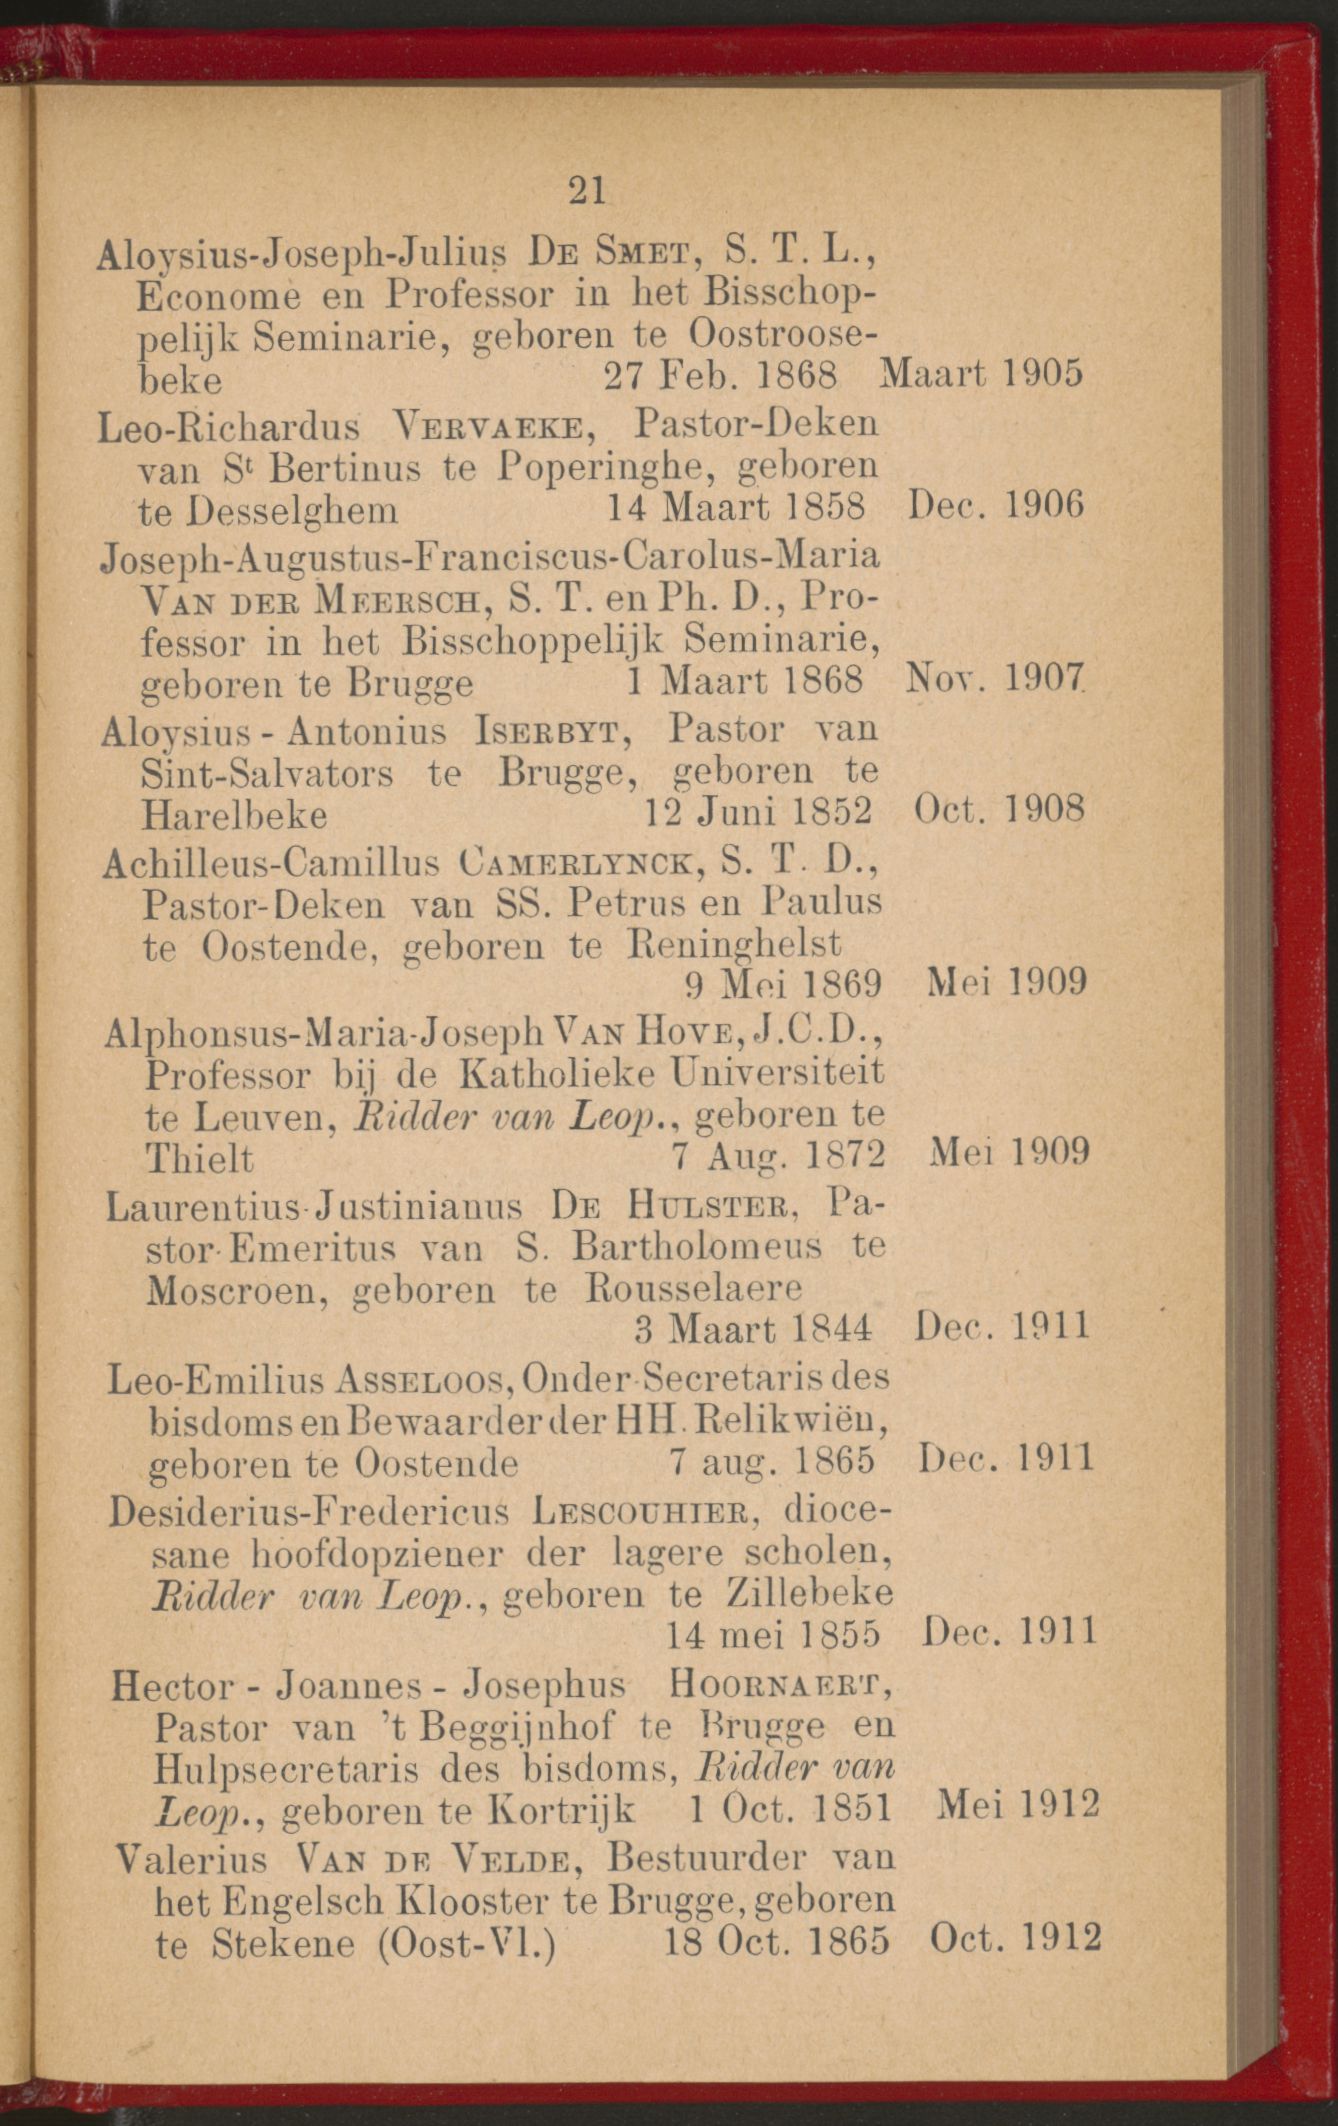 21
Aloysius-Joseph-Julius De Smet, S. T. L.,
Econome en Professor in het Bisschop-
pelijk Seminarie, geboren te Oostroose-
beke 27 Feb. 1868 Maart 1905
Leo-Richardus Vervaeke, Pastor-Deken
van St Bertinus te Poperinghe, geboren
te Desselghem 14 Maart 1858 Dec. 1906
Joseph-Augustus-Franciscus-Carolus-Maria
Van der Meersch, S. T. en Ph. D., Pro-
fessor in het Bisschoppelijk Seminarie,
geboren te Brugge 1 Maart 1868 Nov. 1907
Aloysius - Antonius Iserbyt, Pastor van
Sint-Salvators te Brugge, geboren te
Harelbeke 12 Juni 1852 Oct. 1908
Achilleus-Camillus Camerlynck, S. T. D.,
Pastor-Deken van SS. Petrus en Paulus
te Oostende, geboren te Reninghelst
9 Mei 1869 Mei 1909
Alphonsus-Maria-Joseph Van Hove, J.C.D.,
Professor bij de Katholieke Universiteit
te Leuven, Ridder van Leop., geboren te
Thielt 7 Aug. 1872 Mei 1909
Laurentius-Justinianus De Hulster, Pa-
stor-Emeritus van S. Bartholomeus te
Moscroen, geboren te Rousselaere
3 Maart 1844 Dec. 1911
Leo-Emilius Asseloos, Onder-Secretaris des
bisdoms en Bewaarder der HH. Relikwiën,
geboren te Oostende 7 aug. 1865 Dec. 1911
Desiderius-Fredericus Lescouhier, dioce-
sane hoofdopziener der lagere scholen,
Ridder van Leop., geboren te Zillebeke
14 mei 1855 Dec. 1911
Hector - Joannes - Josephus Hoornaert,
Pastor van 't Beggijnhof te Brugge en
Hulpsecretaris des bisdoms, Ridder van
Leop., geboren te Kortrijk 1 Oct. 1851 Mei 1912
Valerius Van de Velde, Bestuurder van
het Engelsch Klooster te Brugge, geboren
te Stekene (Oost-Vl.) 18 Oct. 1865 Oct. 1912